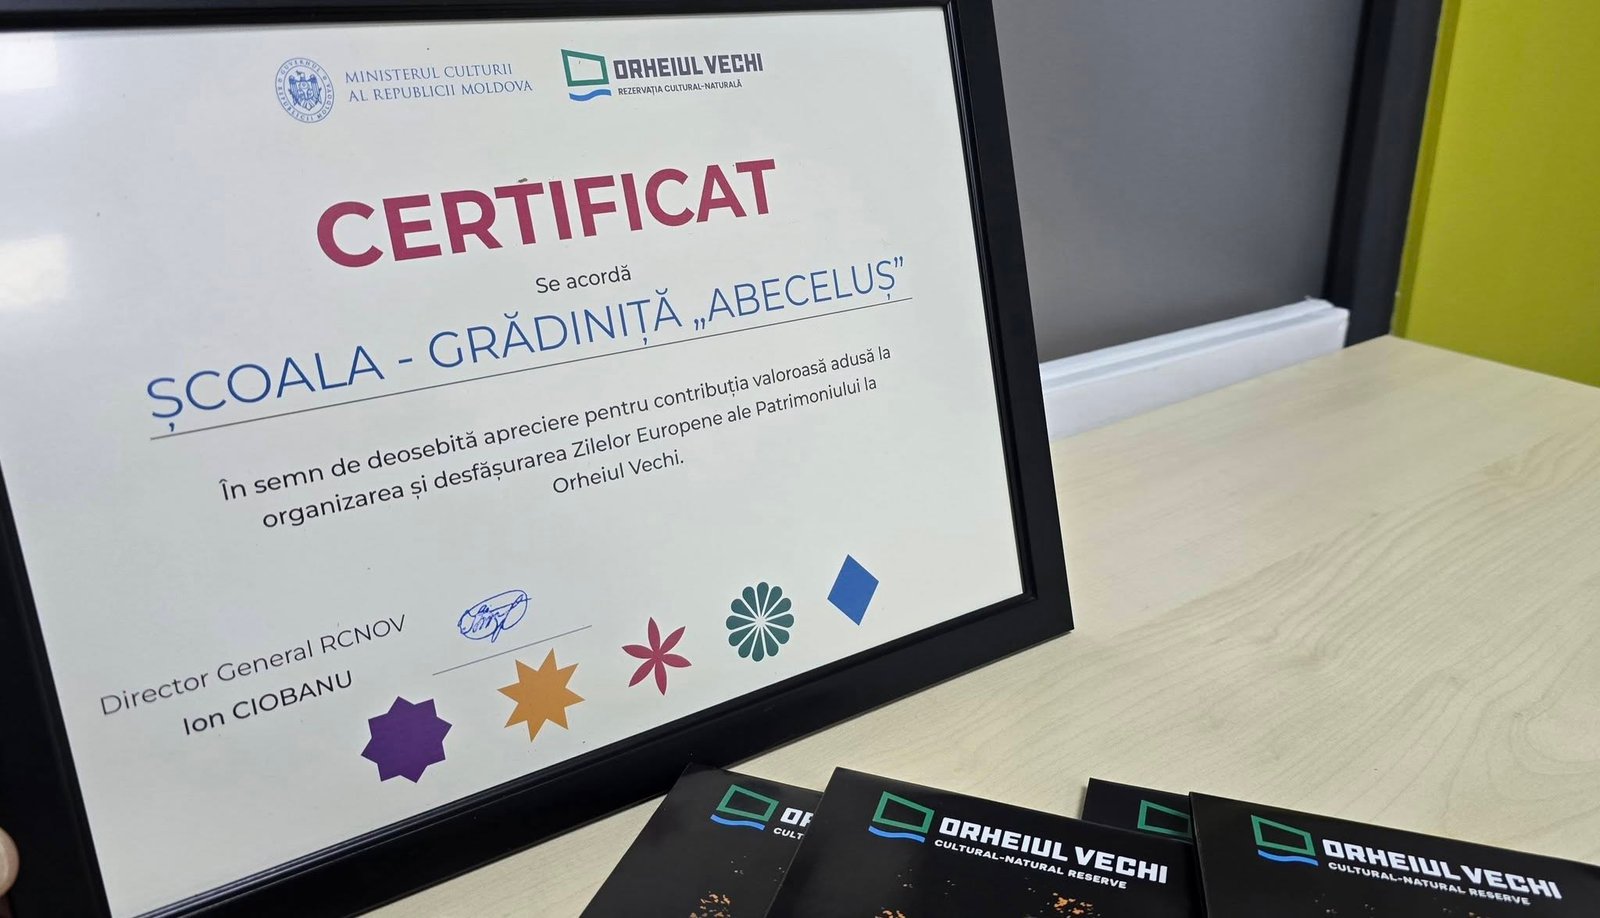 MINISTERUL CULTURII
AL REPUBLICII MOLDOVA
ORHEIUL VECHI
REZERVAȚIA CULTURAL-NATURALĂ
CERTIFICAT
Se acordă
ȘCOALA - GRĂDINIȚĂ „ABECELUȘ”
În semn de deosebită apreciere pentru contribuția valoroasă adusă la
organizarea și desfășurarea Zilelor Europene ale Patrimoniului la
Orheiul Vechi.
Director General RCNOV
Ion CIOBANU
ORHEIUL VECHI
CULTURAL-NATURAL RESERVE
ORHEIUL VECHI
CULTURAL-NATURAL RESERVE